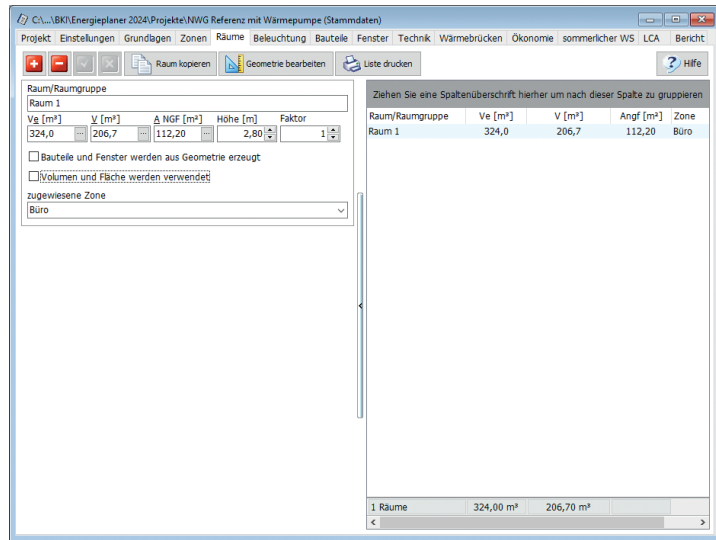 C:\...\BKI\Energieplaner 2024\Projekte\NWG Referenz mit Wärmepumpe (Stammdaten)
Projekt Einstellungen Grundlagen Zonen Räume Beleuchtung Bauteile Fenster Technik Wärmebrücken Ökonomie sommerlicher WS LCA Bericht
Raum kopieren Geometrie bearbeiten Liste drucken Hilfe
Raum/Raumgruppe
Raum 1
Ve [m³] V [m³] A NGF [m²] Höhe [m] Faktor
324,0 ... 206,7 ... 112,20 ... 2,80 1
Bauteile und Fenster werden aus Geometrie erzeugt
Volumen und Fläche werden verwendet
zugewiesene Zone
Büro
Ziehen Sie eine Spaltenüberschrift hierher um nach dieser Spalte zu gruppieren
Raum/Raumgruppe Ve [m³] V [m³] Angf [m²] Zone
Raum 1 324,0 206,7 112,20 Büro
1 Räume 324,00 m³ 206,70 m³